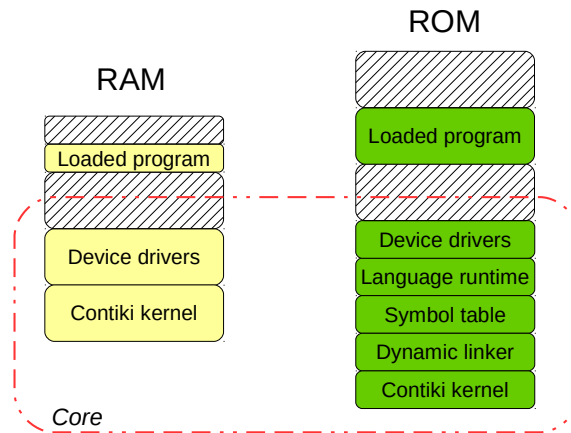 ROM
RAM
Loaded program
Loaded program
Device drivers
Device drivers
Language runtime
Contiki kernel
Symbol table
Dynamic linker
Contiki kernel
Core